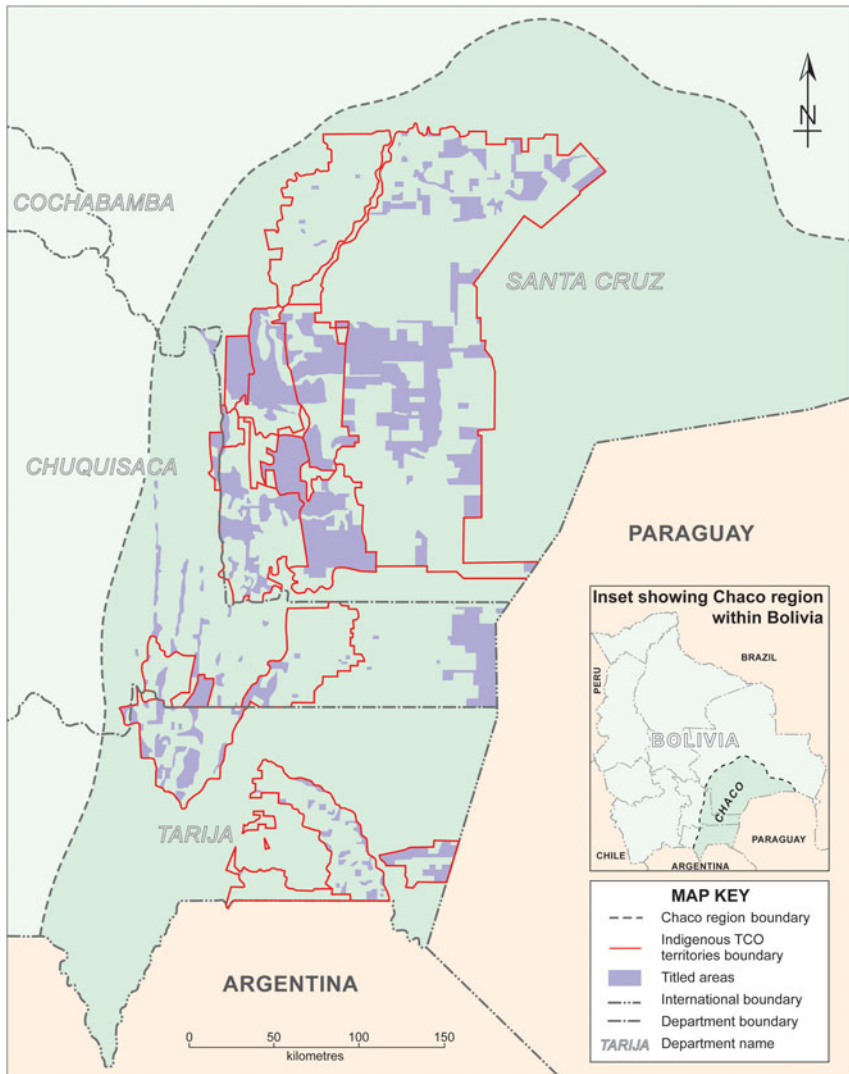 N
COCHABAMBA
SANTA CRUZ
CHUQUISACA
PARAGUAY
TARIJA
ARGENTINA
0 50 100 150
kilometres
Inset showing Chaco region
within Bolivia
PERU
BRAZIL
BOLIVIA
CHACO
PARAGUAY
CHILE
ARGENTINA
MAP KEY
Chaco region boundary
Indigenous TCO
territories boundary
Titled areas
International boundary
Department boundary
TARIJA Department name